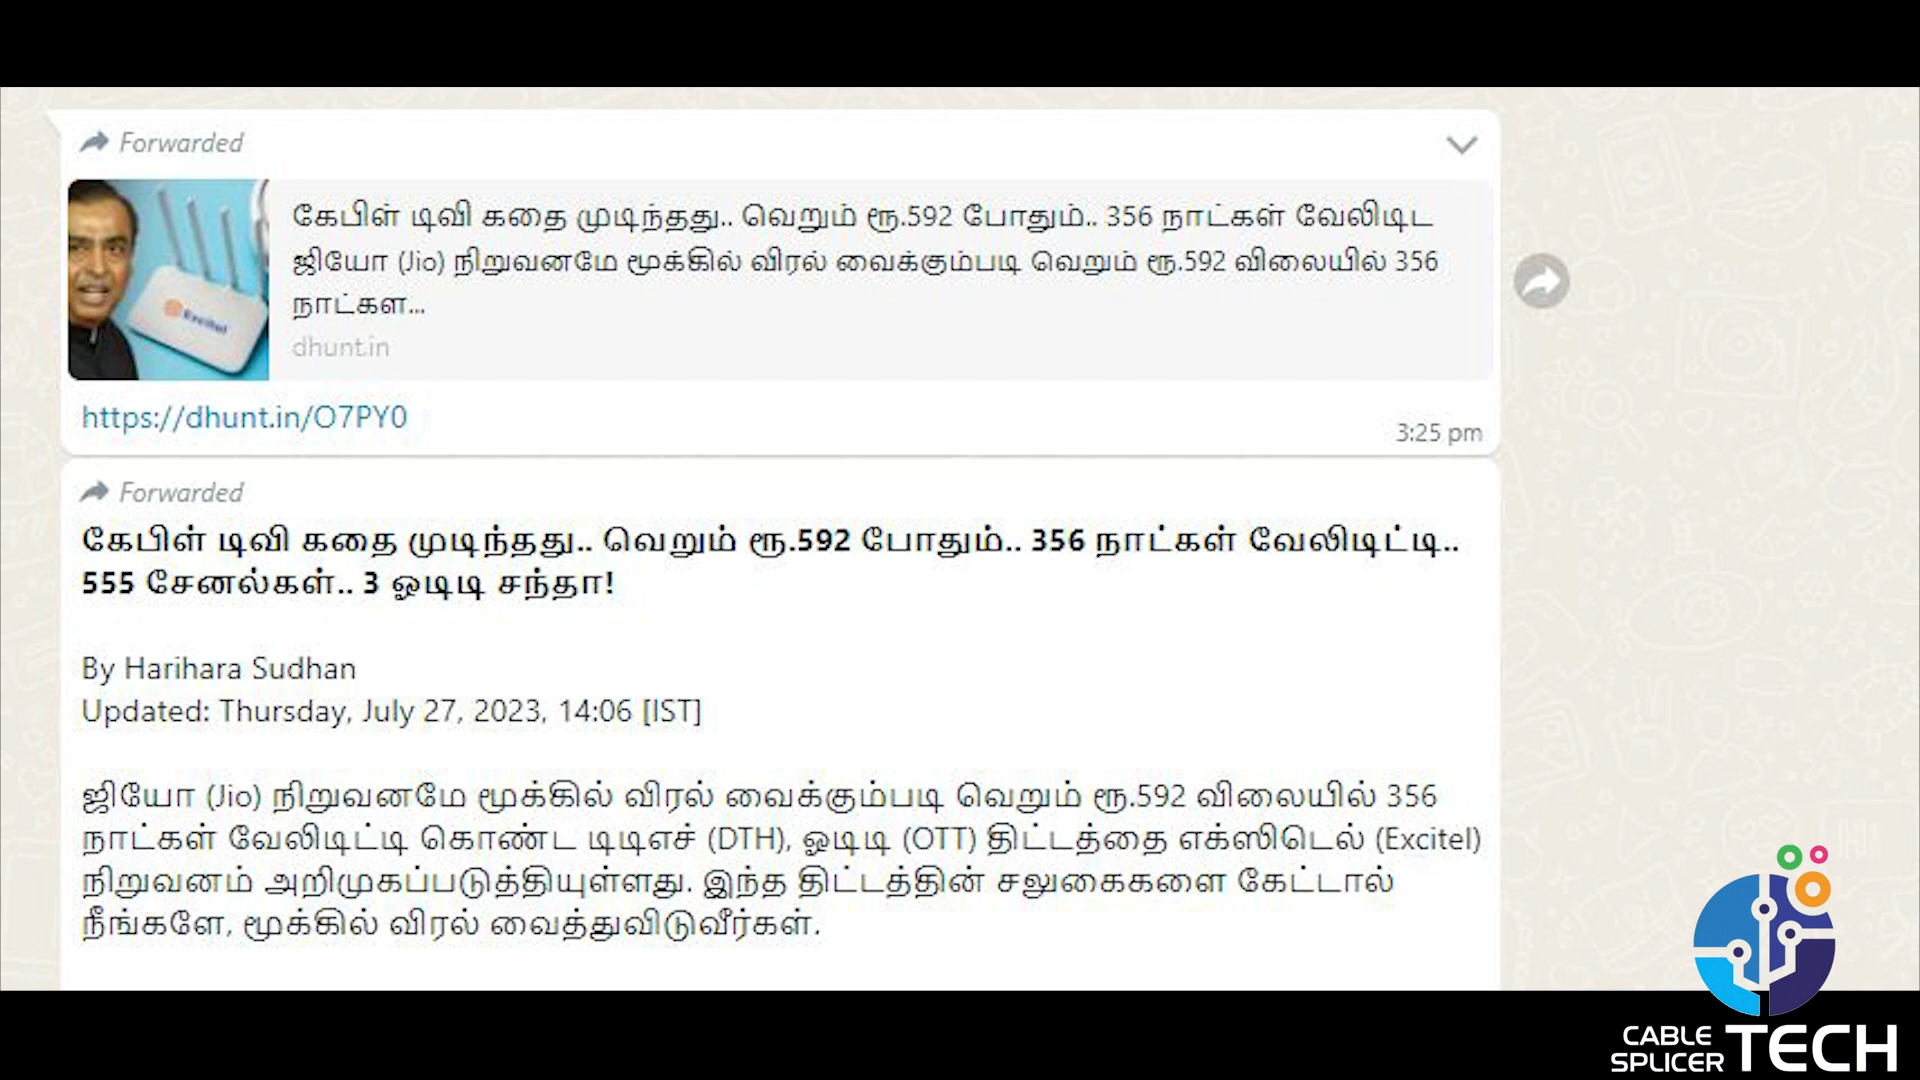 Forwarded
கேபிள் டிவி கதை முடிந்தது.. வெறும் ரூ.592 போதும்.. 356 நாட்கள் வேலிடிட
ஜியோ (Jio) நிறுவனமே மூக்கில் விரல் வைக்கும்படி வெறும் ரூ.592 விலையில் 356
நாட்கள...
dhunt.in
Excitel
https://dhunt.in/O7PY0
3:25 pm
Forwarded
கேபிள் டிவி கதை முடிந்தது.. வெறும் ரூ.592 போதும்.. 356 நாட்கள் வேலிடிட்டி..
555 சேனல்கள்.. 3 ஓடிடி சந்தா!
By Harihara Sudhan
Updated: Thursday, July 27, 2023, 14:06 [IST]
ஜியோ (Jio) நிறுவனமே மூக்கில் விரல் வைக்கும்படி வெறும் ரூ.592 விலையில் 356
நாட்கள் வேலிடிட்டி கொண்ட டிடிஎச் (DTH), ஓடிடி (OTT) திட்டத்தை எக்ஸிடெல் (Excitel)
நிறுவனம் அறிமுகப்படுத்தியுள்ளது. இந்த திட்டத்தின் சலுகைகளை கேட்டால்
நீங்களே, மூக்கில் விரல் வைத்துவிடுவீர்கள்.
CABLE
SPLICER TECH